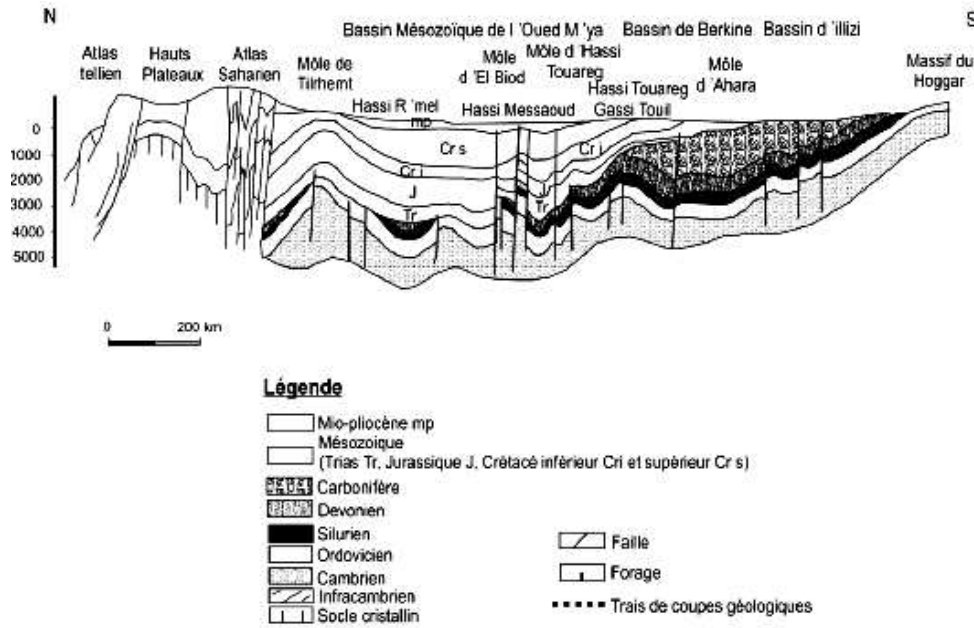 N
S
Bassin Mésozoïque de l 'Oued M 'ya
Bassin de Berkine
Bassin d 'illizi
Atlas
tellien
Hauts
Plateaux
Atlas
Saharien
Môle de
Tilrhemt
Môle
d 'El Biod
Môle d 'Hassi
Touareg
Môle
d 'Ahara
Massif du
Hoggar
Hassi R 'mel
mp
Hassi Messaoud
Hassi Touareg
Gassi Touil
0
1000
2000
3000
4000
5000
Cr s
Cr i
J
Tr
Cr i
J
Tr
0 200 km
Légende
Mio-pliocène mp
Mésozoique
(Trias Tr, Jurassique J, Crétacé inférieur Cri et supérieur Cr s)
Carbonifère
Devonien
Silurien
Ordovicien
Cambrien
Infracambrien
Socle cristallin
Faille
Forage
Trais de coupes géologiques